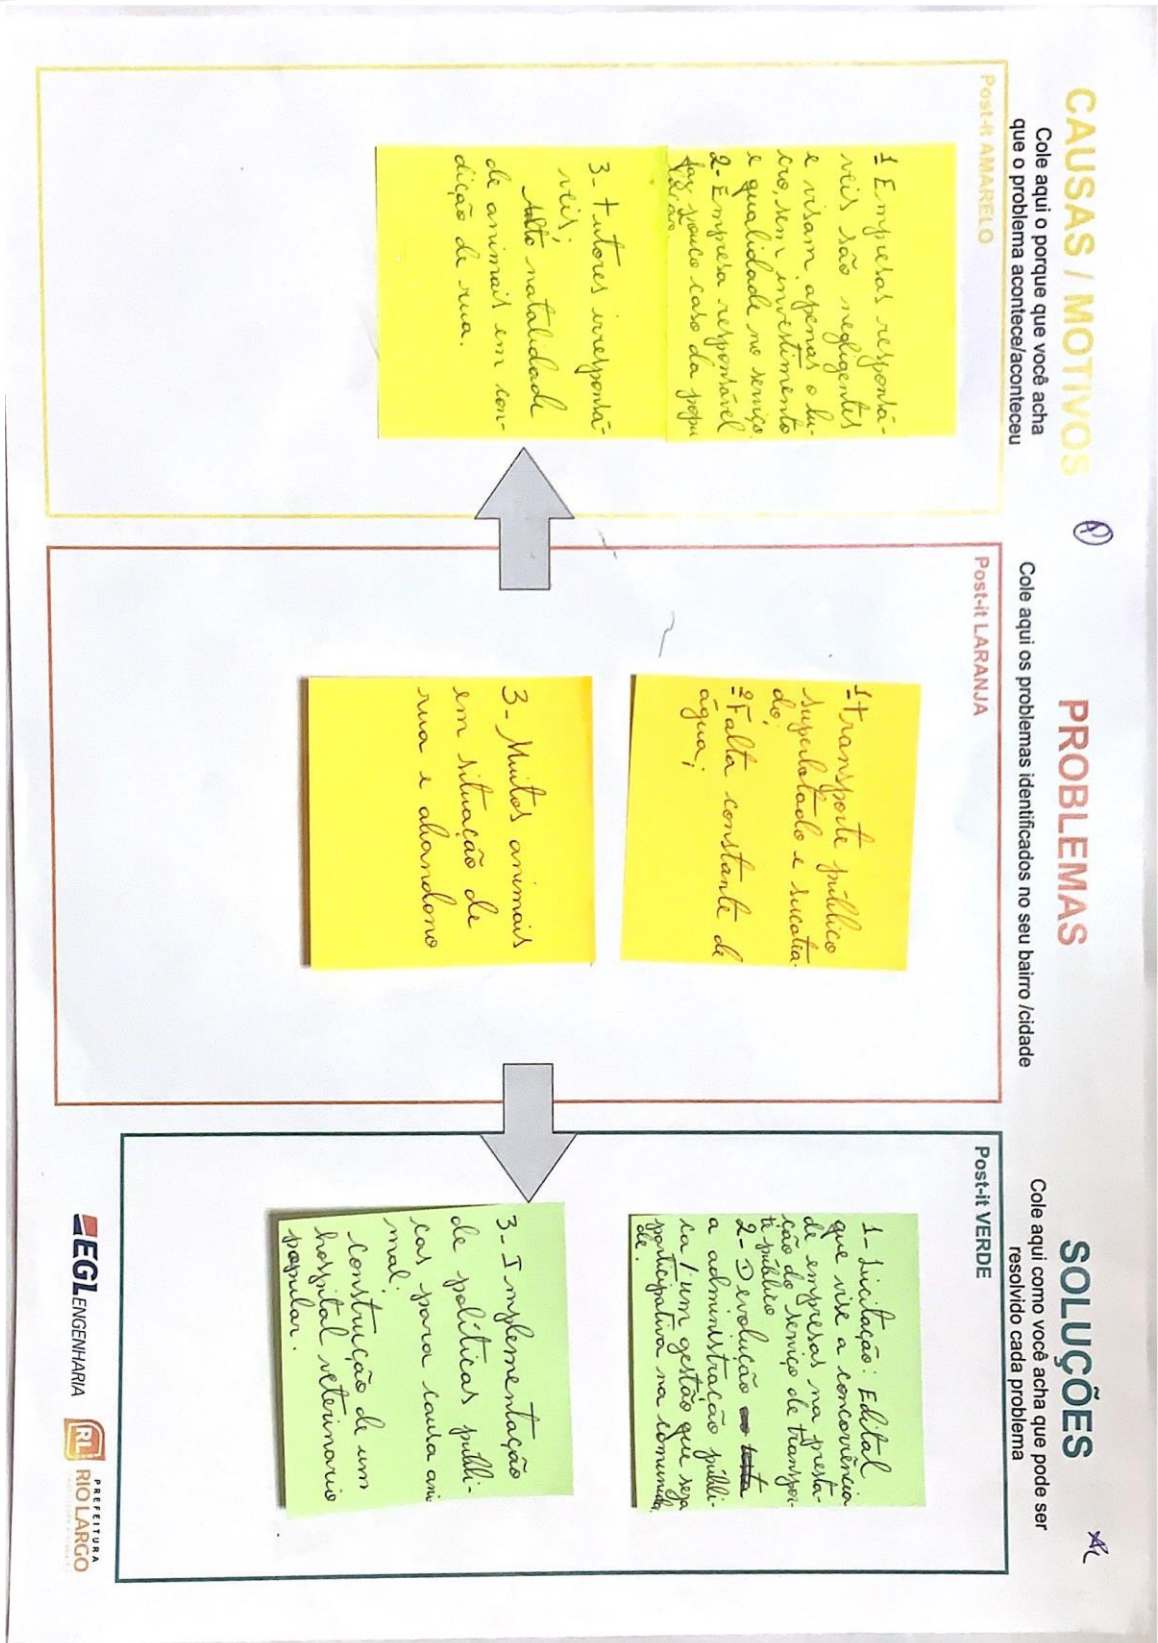 CAUSAS / MOTIVOS
Cole aqui o porque que você acha
que o problema acontece/aconteceu
Post-it AMARELO
1 Empresas responsá-
veis são negligentes
e visam, apenas o lu-
cro, sem investimento
e qualidade no serviço.
2- Empresa responsável
faz pouco caso da popu
lação.
3- tutores irresponsá-
veis;
alta natalidade
de animais em con-
dição de rua.
PROBLEMAS
Cole aqui os problemas identificados no seu bairro /cidade
Post-it LARANJA
1-transporte público
superlotado e sucatea-
do;
2-Falta constante de
água;
3- Muitos animais
em situação de
rua e abandono
SOLUÇÕES
Cole aqui como você acha que pode ser
resolvido cada problema
Post-it VERDE
1- Licitação: Edital
que vise a concorrência
de empresas na presta-
ção do serviço de transpor-
te público
2- Devolução
a administração públi-
ca / um gestão que seja
participativa na comunida
de.
3- Implementação
de políticas públi-
cas para causa ani
mal.
Construção de um
hospital veterinário
popular.
EGL ENGENHARIA
RL
PREFEITURA
RIO LARGO